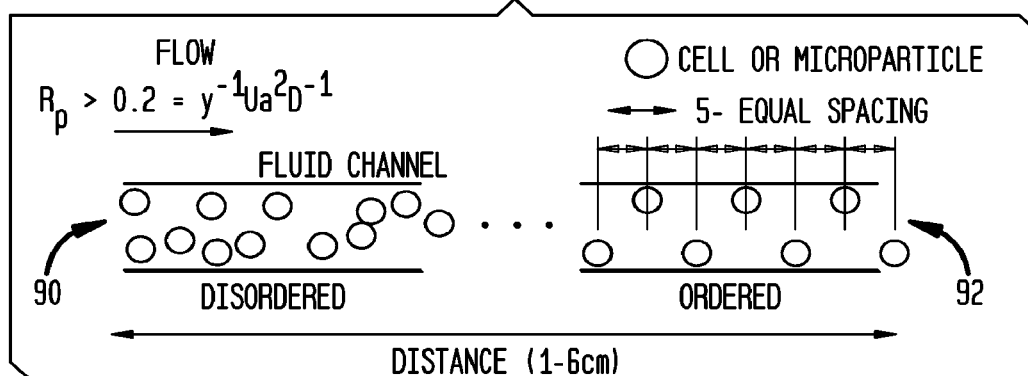 FLOW
R_p > 0.2 = y^-1Ua^2D^-1
CELL OR MICROPARTICLE
5- EQUAL SPACING
FLUID CHANNEL
90
92
DISORDERED
ORDERED
DISTANCE (1-6cm)